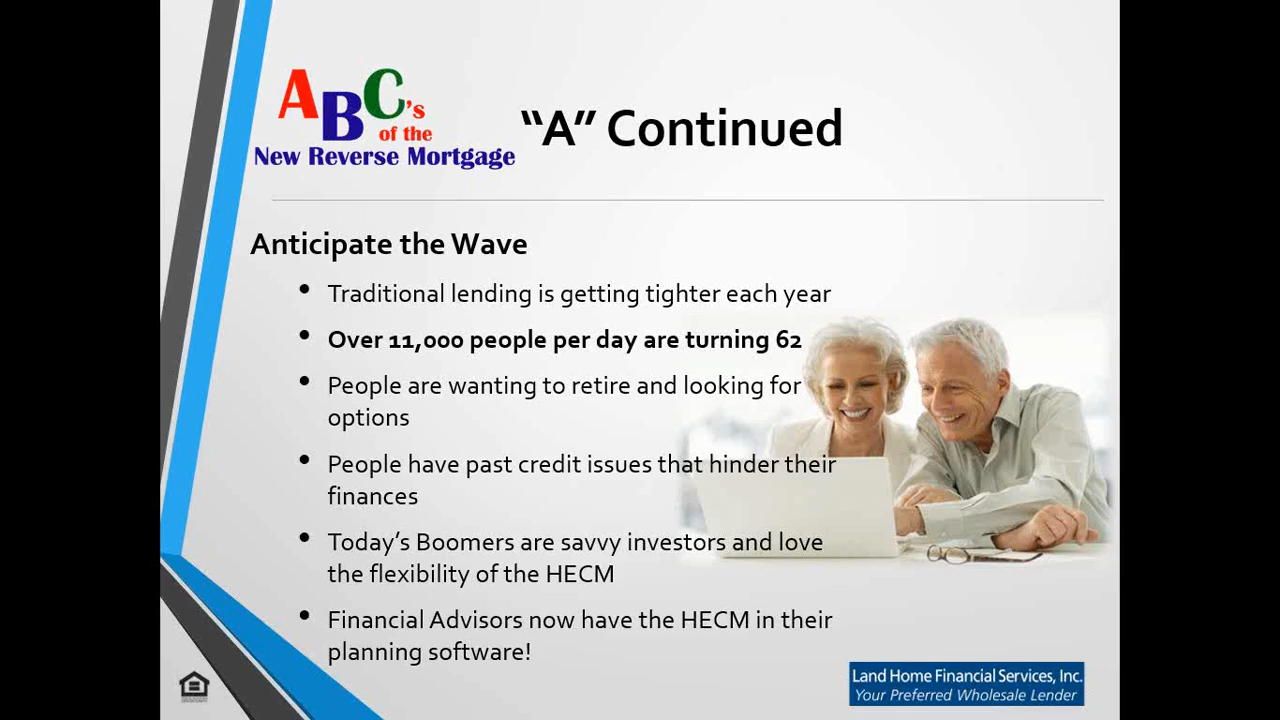 ABC's
of the
New Reverse Mortgage
“A” Continued
Anticipate the Wave
• Traditional lending is getting tighter each year
• Over 11,000 people per day are turning 62
• People are wanting to retire and looking for
options
• People have past credit issues that hinder their
finances
• Today’s Boomers are savvy investors and love
the flexibility of the HECM
• Financial Advisors now have the HECM in their
planning software!
Land Home Financial Services, Inc.
Your Preferred Wholesale Lender